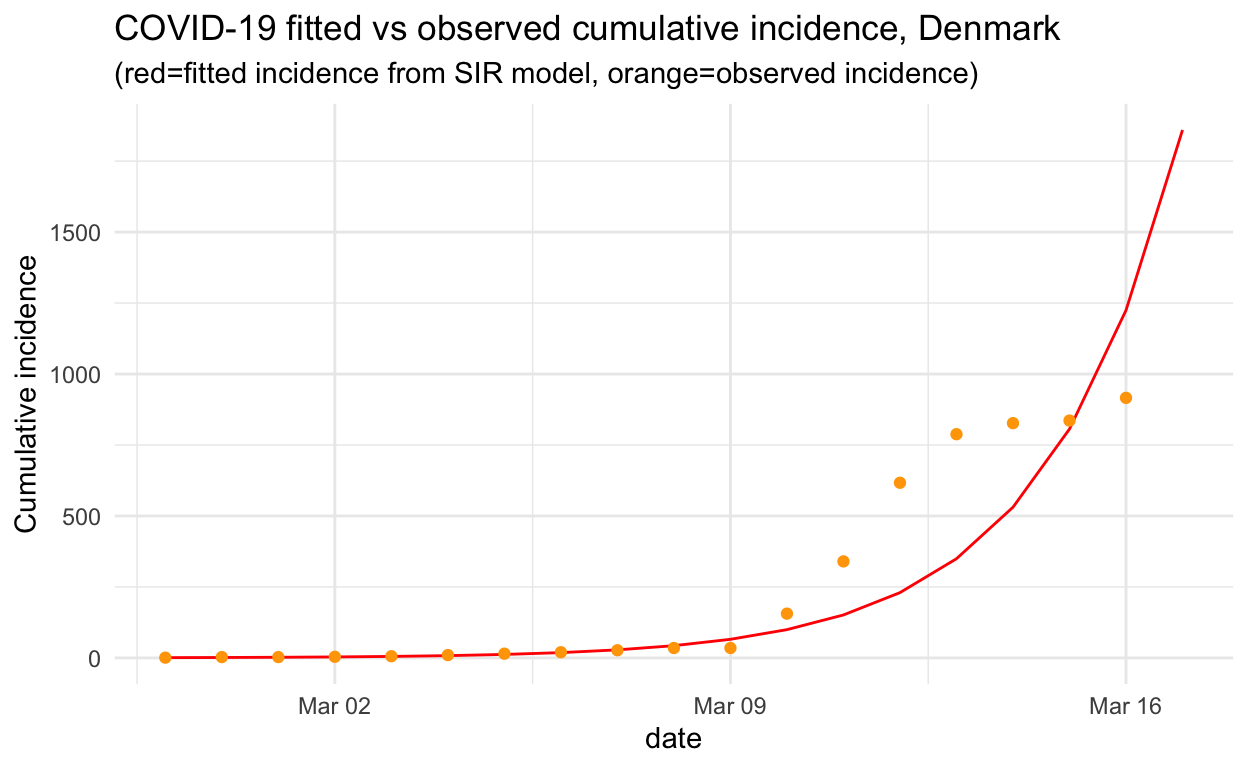 COVID-19 fitted vs observed cumulative incidence, Denmark
(red=fitted incidence from SIR model, orange=observed incidence)
Cumulative incidence
1500
1000
500
0
Mar 02
Mar 09
Mar 16
date